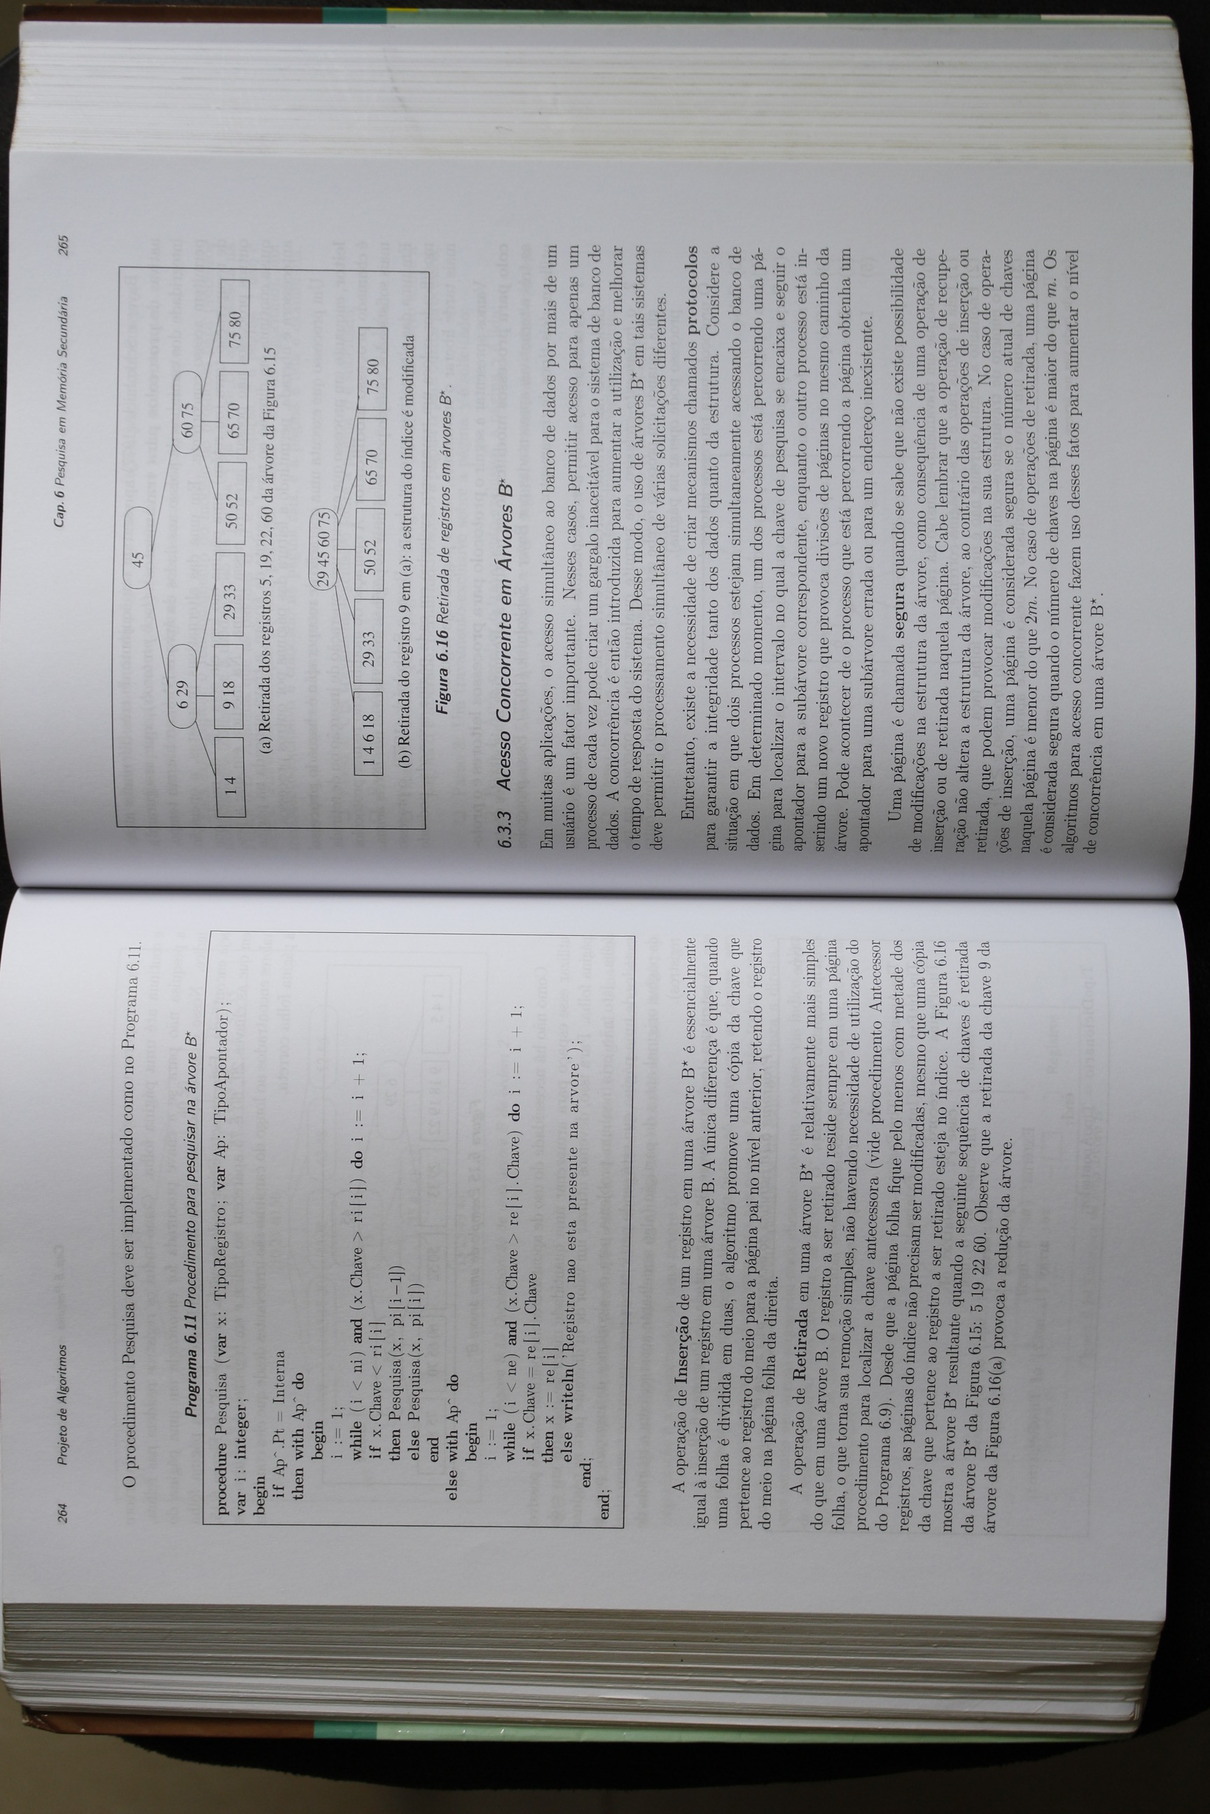 264 Projeto de Algoritmos
O procedimento Pesquisa deve ser implementado como no Programa 6.11.
Programa 6.11 Procedimento para pesquisar na árvore B*
procedure Pesquisa (var x: TipoRegistro; var Ap: TipoApontador);
var i: integer;
begin
if Ap^.Pt = Interna
then with Ap^ do
begin
i := 1;
while (i < ni) and (x.Chave > ri[i]) do i := i + 1;
if x.Chave < ri[i]
then Pesquisa(x, pi[i-1])
else Pesquisa(x, pi[i])
end
else with Ap^ do
begin
i := 1;
while (i < ne) and (x.Chave > re[i].Chave) do i := i + 1;
if x.Chave = re[i].Chave
then x := re[i]
else writeln('Registro nao esta presente na arvore');
end;
end;
A operação de Inserção de um registro em uma árvore B* é essencialmente
igual à inserção de um registro em uma árvore B. A única diferença é que, quando
uma folha é dividida em duas, o algoritmo promove uma cópia da chave que
pertence ao registro do meio para a página pai no nível anterior, retendo o registro
do meio na página folha da direita.
A operação de Retirada em uma árvore B* é relativamente mais simples
do que em uma árvore B. O registro a ser retirado reside sempre em uma página
folha, o que torna sua remoção simples, não havendo necessidade de utilização do
procedimento para localizar a chave antecessora (vide procedimento Antecessor
do Programa 6.9). Desde que a página folha fique pelo menos com metade dos
registros, as páginas do índice não precisam ser modificadas, mesmo que uma cópia
da chave que pertence ao registro a ser retirado esteja no índice. A Figura 6.16
mostra a árvore B* resultante quando a seguinte sequência de chaves é retirada
da árvore B* da Figura 6.15: 5 19 22 60. Observe que a retirada da chave 9 da
árvore da Figura 6.16(a) provoca a redução da árvore.
Cap. 6 Pesquisa em Memória Secundária 265
45
6 29 60 75
1 4 9 18 29 33 50 52 65 70 75 80
(a) Retirada dos registros 5, 19, 22, 60 da árvore da Figura 6.15
29 45 60 75
1 4 6 18 29 33 50 52 65 70 75 80
(b) Retirada do registro 9 em (a): a estrutura do índice é modificada
Figura 6.16 Retirada de registros em árvores B*.
6.3.3 Acesso Concorrente em Árvores B*
Em muitas aplicações, o acesso simultâneo ao banco de dados por mais de um
usuário é um fator importante. Nesses casos, permitir acesso para apenas um
processo de cada vez pode criar um gargalo inaceitável para o sistema de banco de
dados. A concorrência é então introduzida para aumentar a utilização e melhorar
o tempo de resposta do sistema. Desse modo, o uso de árvores B* em tais sistemas
deve permitir o processamento simultâneo de várias solicitações diferentes.
Entretanto, existe a necessidade de criar mecanismos chamados protocolos
para garantir a integridade tanto dos dados quanto da estrutura. Considere a
situação em que dois processos estejam simultaneamente acessando o banco de
dados. Em determinado momento, um dos processos está percorrendo uma pá-
gina para localizar o intervalo no qual a chave de pesquisa se encaixa e seguir o
apontador para a subárvore correspondente, enquanto o outro processo está in-
serindo um novo registro que provoca divisões de páginas no mesmo caminho da
árvore. Pode acontecer de o processo que está percorrendo a página obtenha um
apontador para uma subárvore errada ou para um endereço inexistente.
Uma página é chamada segura quando se sabe que não existe possibilidade
de modificações na estrutura da árvore, como consequência de uma operação de
inserção ou de retirada naquela página. Cabe lembrar que a operação de recupe-
ração não altera a estrutura da árvore, ao contrário das operações de inserção ou
retirada, que podem provocar modificações na sua estrutura. No caso de opera-
ções de inserção, uma página é considerada segura se o número atual de chaves
naquela página é menor do que 2m. No caso de operações de retirada, uma página
é considerada segura quando o número de chaves na página é maior do que m. Os
algoritmos para acesso concorrente fazem uso desses fatos para aumentar o nível
de concorrência em uma árvore B*.